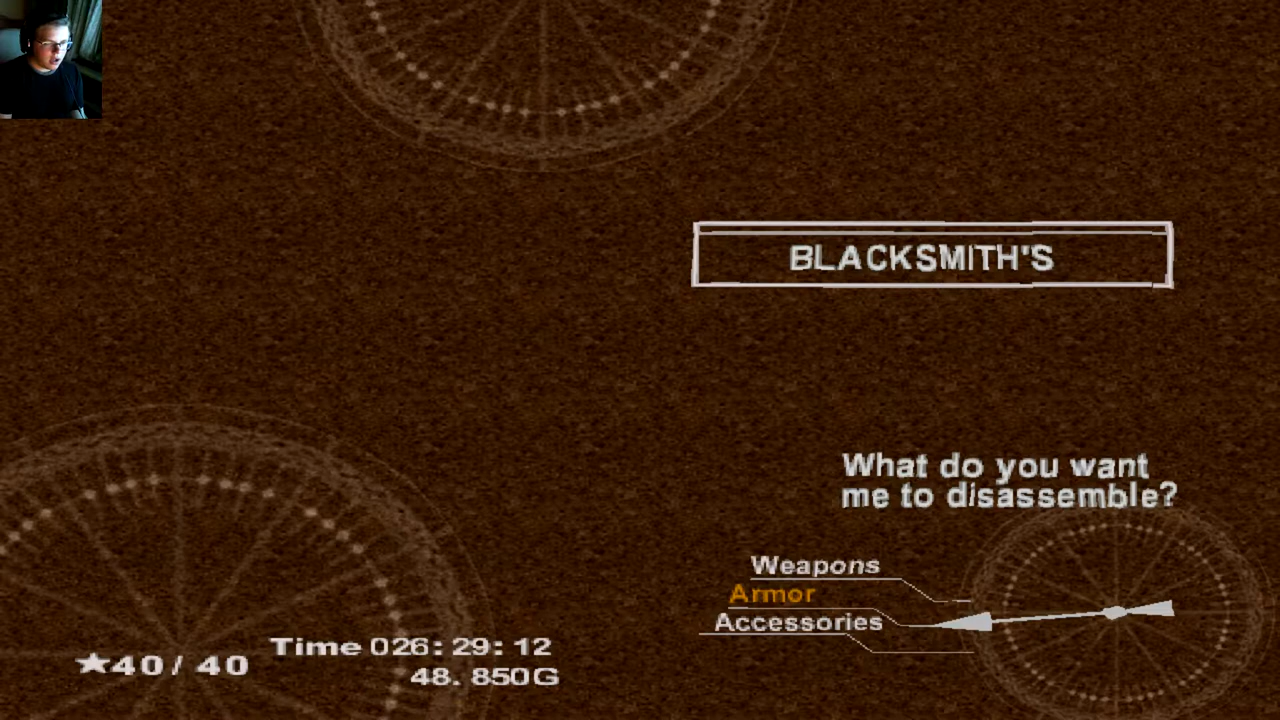 BLACKSMITH'S
What do you want
me to disassemble?
Weapons
Armor
Accessories
Time 026: 29: 12
★40 / 40
48. 850G